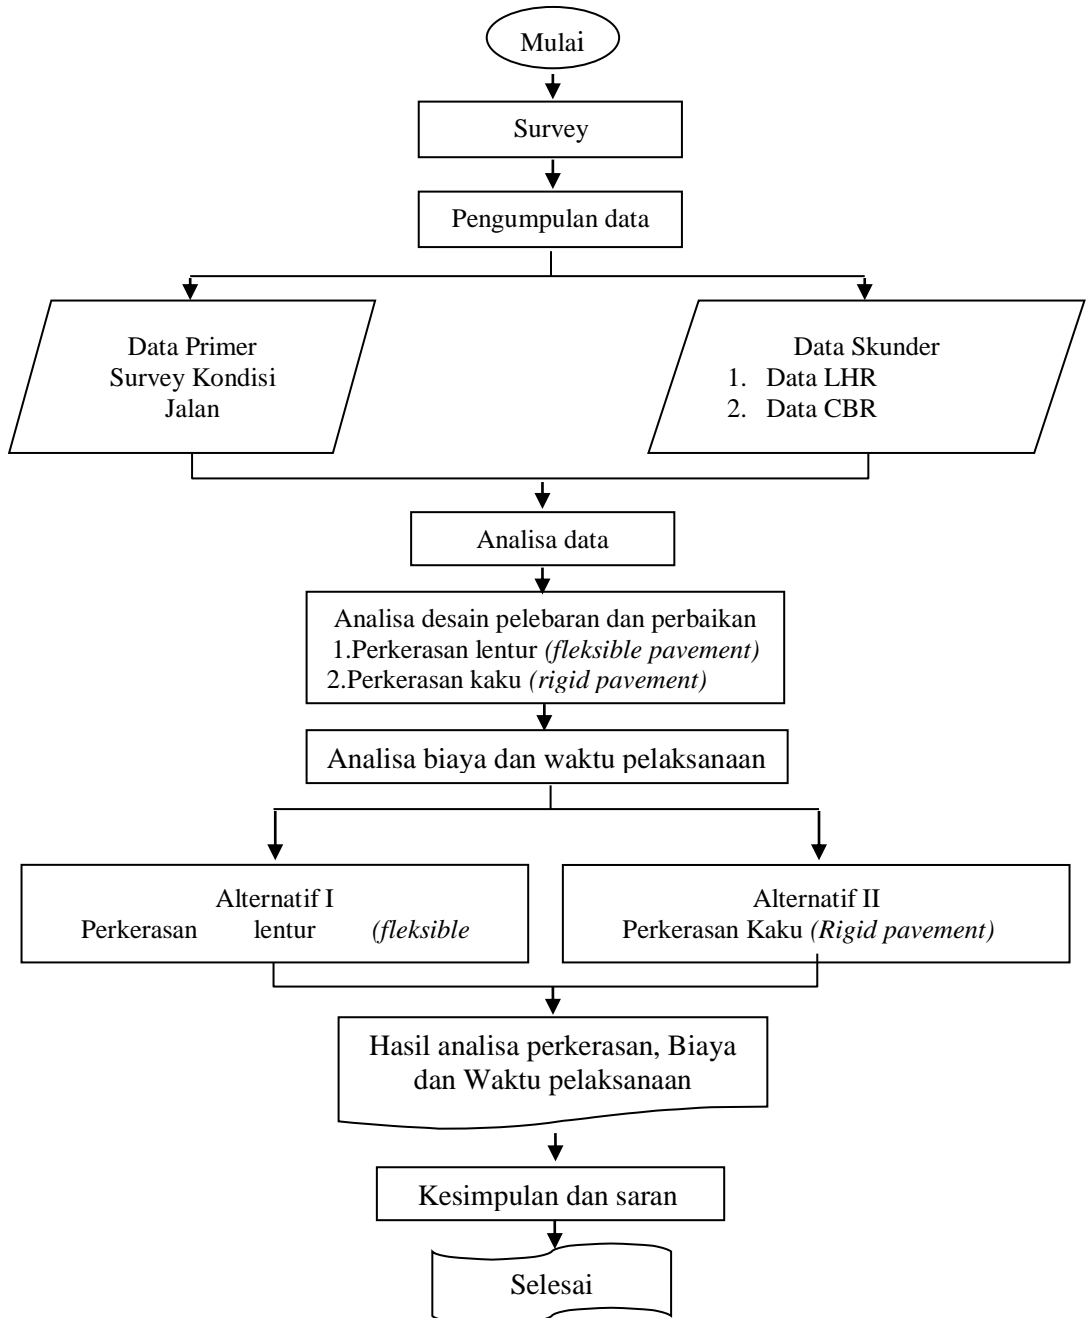 Mulai
Survey
Pengumpulan data
Data Primer
Survey Kondisi
Jalan
Data Skunder
1. Data LHR
2. Data CBR
Analisa data
Analisa desain pelebaran dan perbaikan
1.Perkerasan lentur (fleksible pavement)
2.Perkerasan kaku (rigid pavement)
Analisa biaya dan waktu pelaksanaan
Alternatif I
Perkerasan lentur (fleksible
Alternatif II
Perkerasan Kaku (Rigid pavement)
Hasil analisa perkerasan, Biaya
dan Waktu pelaksanaan
Kesimpulan dan saran
Selesai